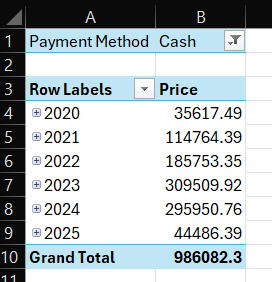 A B
1 Payment Method Cash
2
3 Row Labels Price
4 2020 35617.49
5 2021 114764.39
6 2022 185753.35
7 2023 309509.92
8 2024 295950.76
9 2025 44486.39
10 Grand Total 986082.3
11